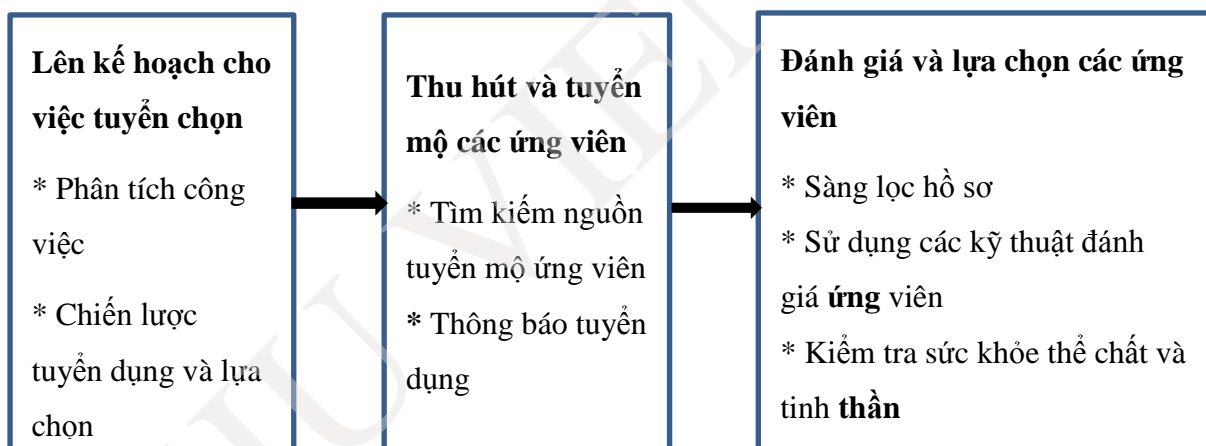 Lên kế hoạch cho
việc tuyển chọn
* Phân tích công
việc
* Chiến lược
tuyển dụng và lựa
chọn
Thu hút và tuyển
mộ các ứng viên
* Tìm kiếm nguồn
tuyển mộ ứng viên
* Thông báo tuyển
dụng
Đánh giá và lựa chọn các ứng
viên
* Sàng lọc hồ sơ
* Sử dụng các kỹ thuật đánh
giá ứng viên
* Kiểm tra sức khỏe thể chất và
tinh thần